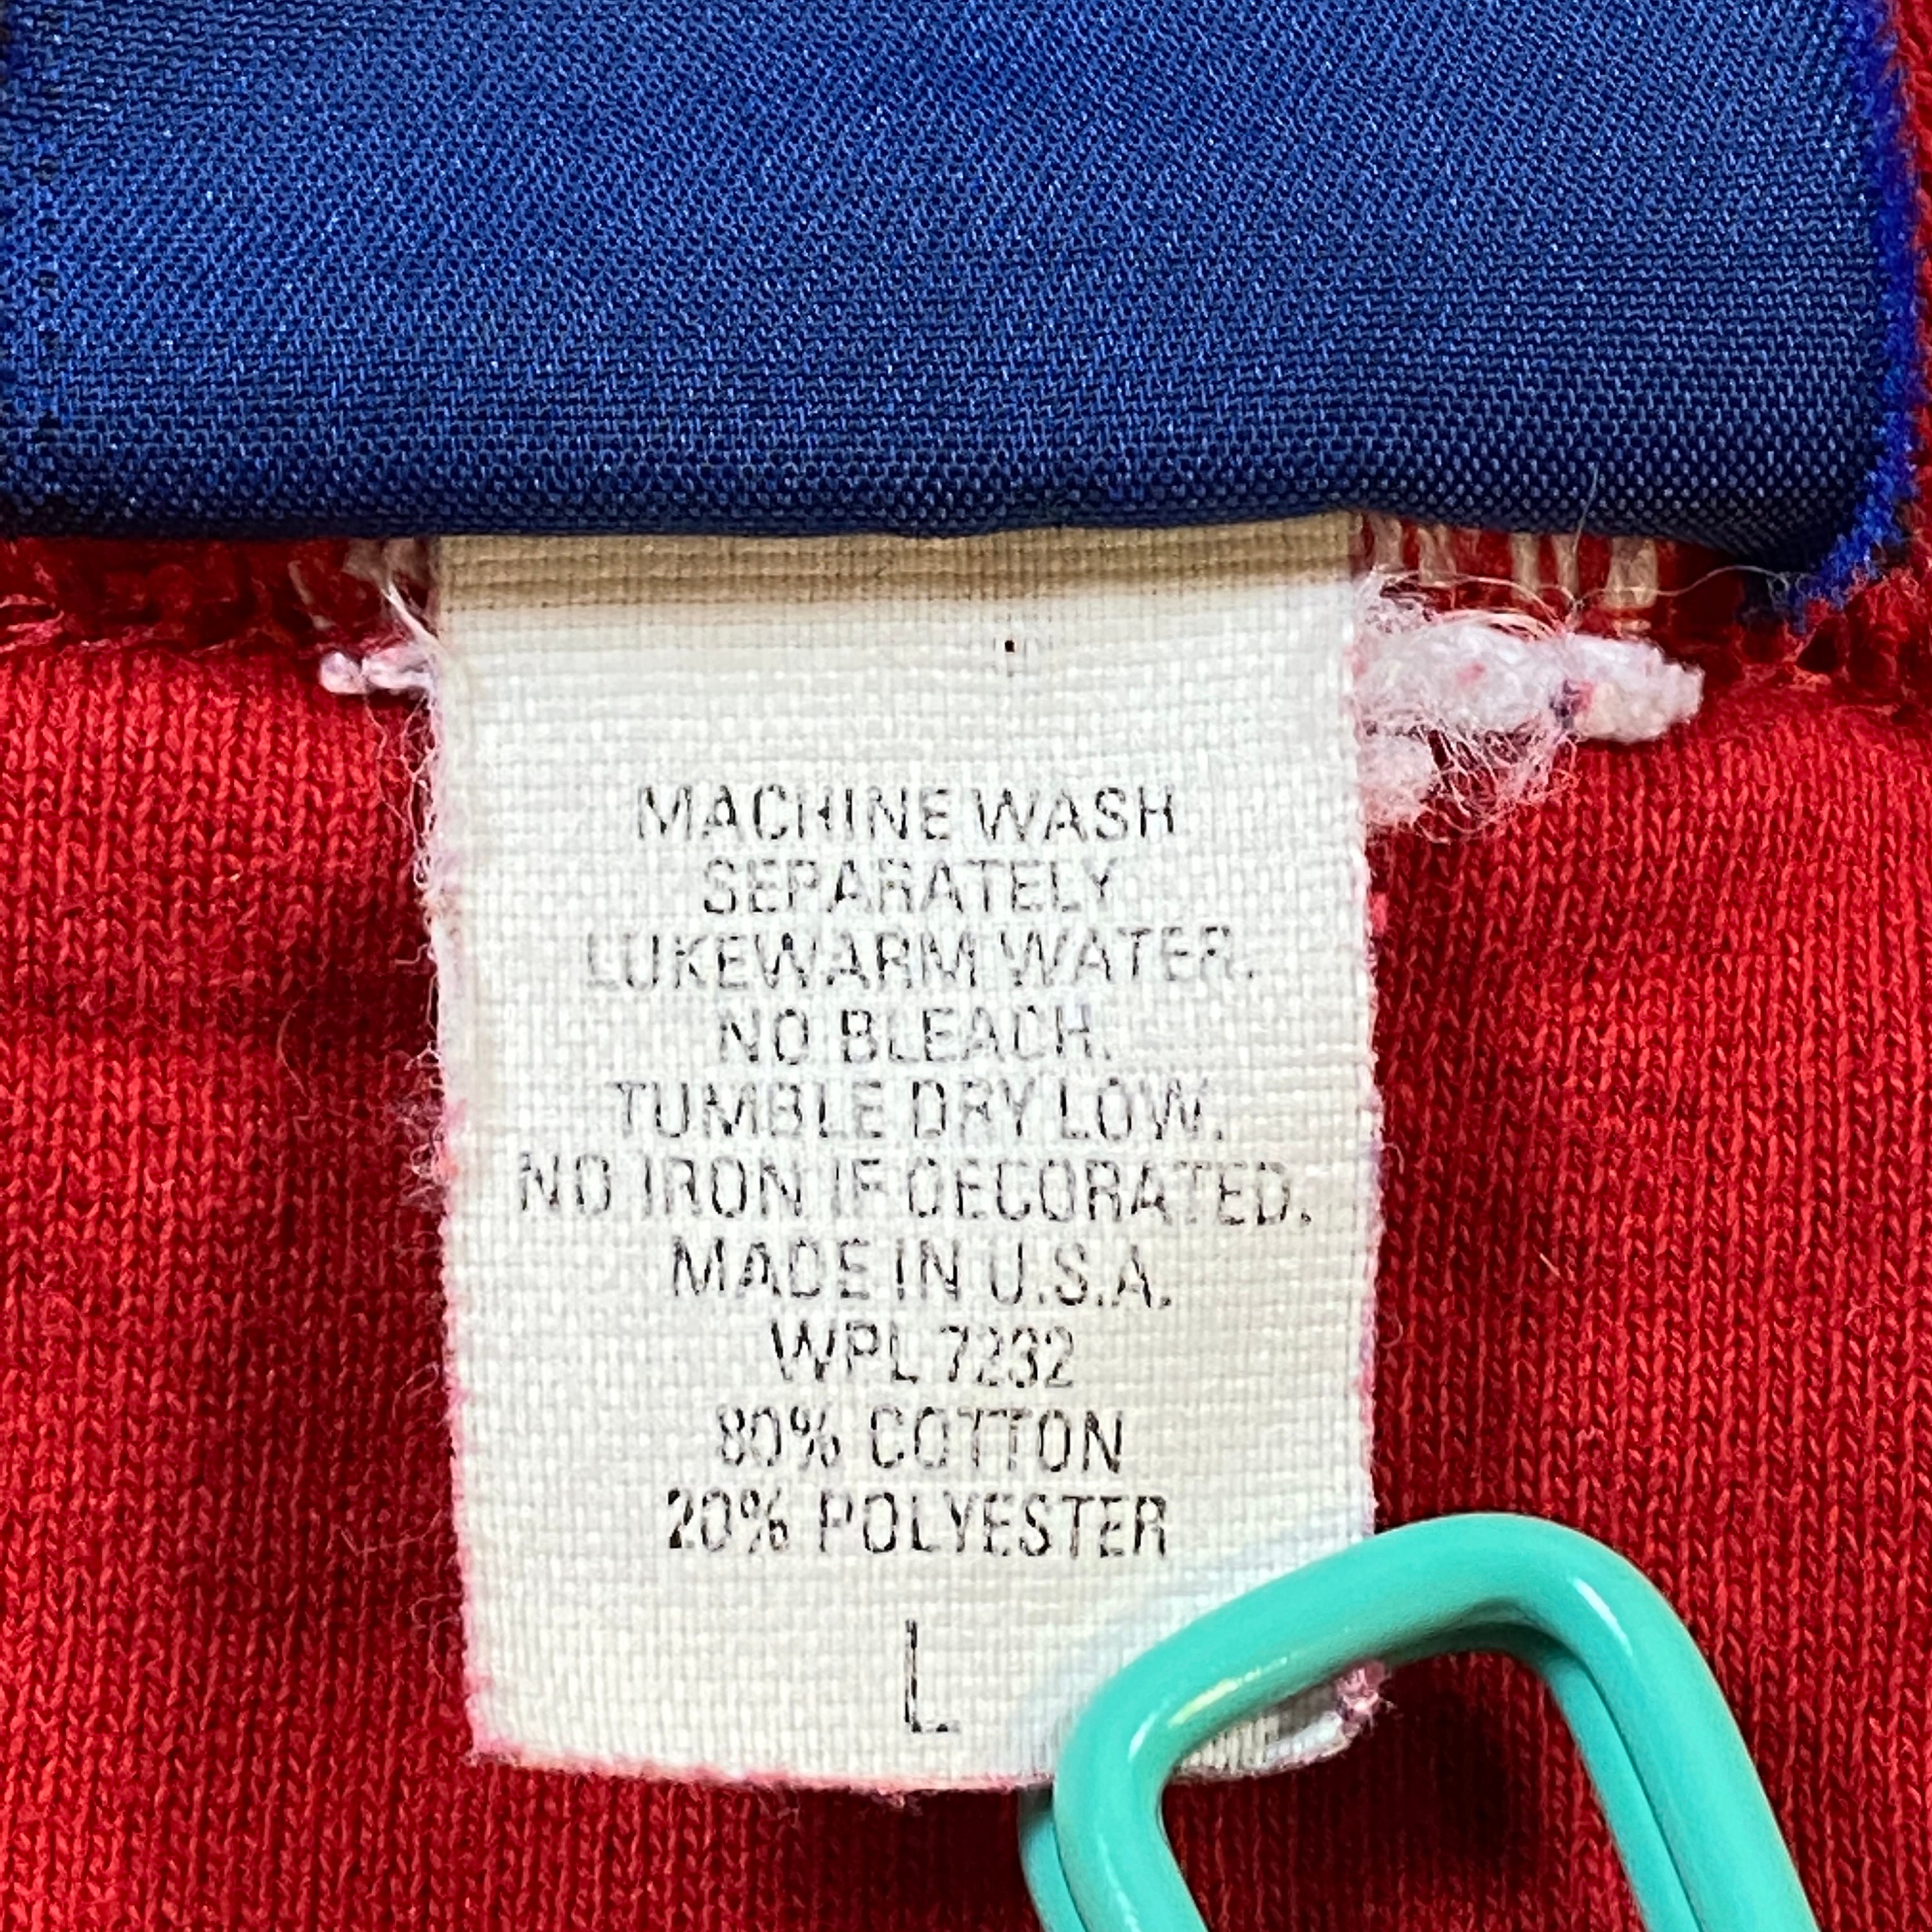 MACHINE WASH
SEPARATELY
LUKEWARM WATER.
NO BLEACH.
TUMBLE DRY LOW.
NO IRON IF DECORATED.
MADE IN U.S.A.
WPL 7232
80% COTTON
20% POLYESTER
L